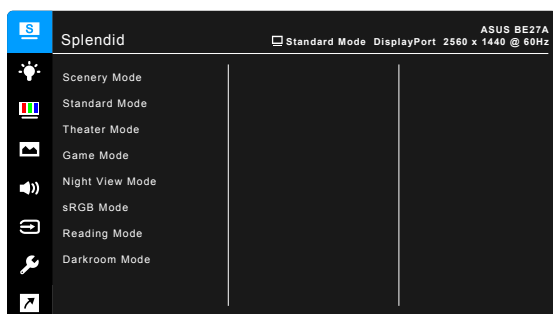 S
ASUS BE27A
Splendid
Standard Mode DisplayPort 2560 x 1440 @ 60Hz
Scenery Mode
Standard Mode
Theater Mode
Game Mode
Night View Mode
sRGB Mode
Reading Mode
Darkroom Mode